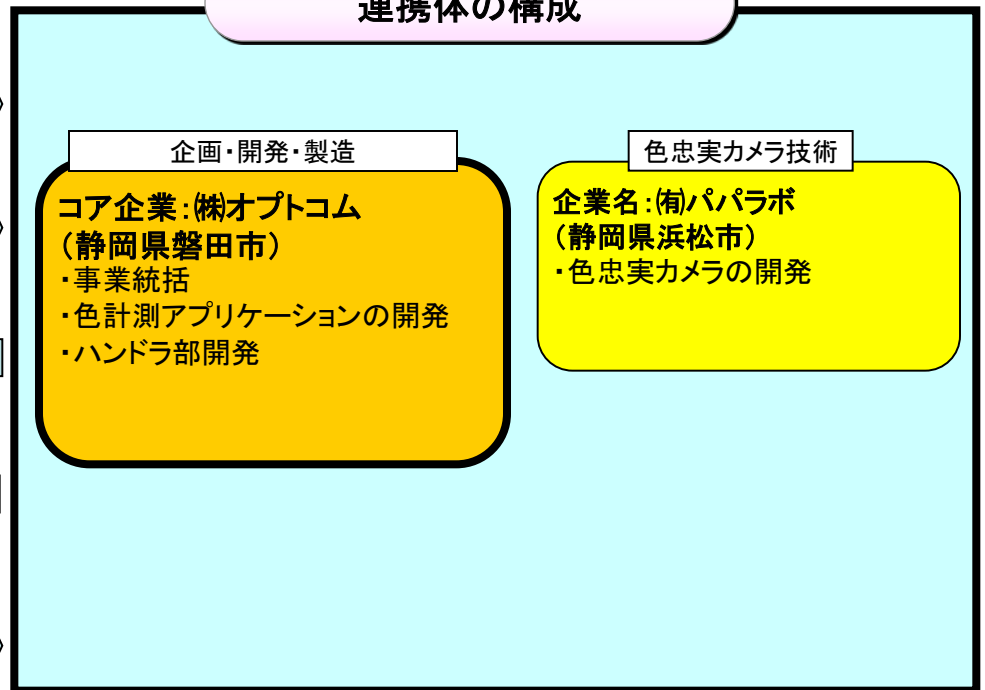 連携体の構成
企画・開発・製造
コア企業：㈱オプトコム
（静岡県磐田市）
・事業統括
・色計測アプリケーションの開発
・ハンドラ部開発
色忠実カメラ技術
企業名：㈲パパラボ
（静岡県浜松市）
・色忠実カメラの開発